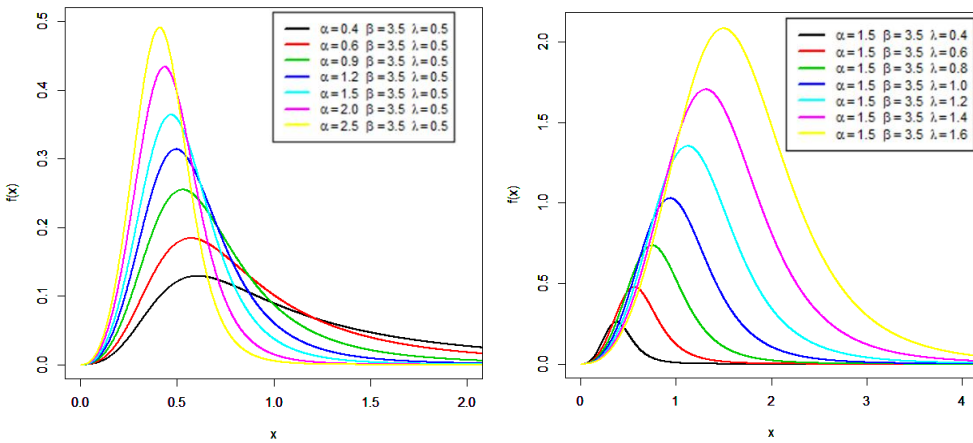 α=0.4 β=3.5 λ=0.5
α=0.6 β=3.5 λ=0.5
α=0.9 β=3.5 λ=0.5
α=1.2 β=3.5 λ=0.5
α=1.5 β=3.5 λ=0.5
α=2.0 β=3.5 λ=0.5
α=2.5 β=3.5 λ=0.5
f(x)
0.5
0.4
0.3
0.2
0.1
0.0
0.0 0.5 1.0 1.5 2.0
x
α=1.5 β=3.5 λ=0.4
α=1.5 β=3.5 λ=0.6
α=1.5 β=3.5 λ=0.8
α=1.5 β=3.5 λ=1.0
α=1.5 β=3.5 λ=1.2
α=1.5 β=3.5 λ=1.4
α=1.5 β=3.5 λ=1.6
f(x)
2.0
1.5
1.0
0.5
0.0
0 1 2 3 4
x